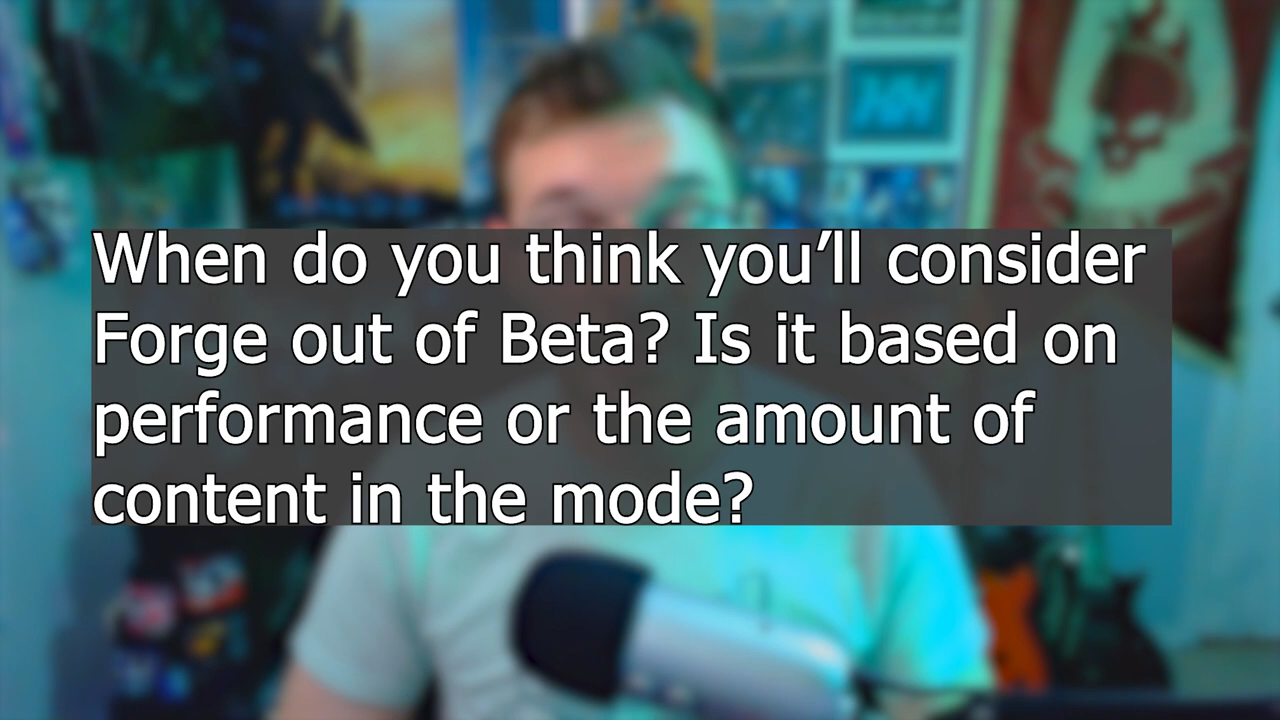 When do you think you’ll consider
Forge out of Beta? Is it based on
performance or the amount of
content in the mode?